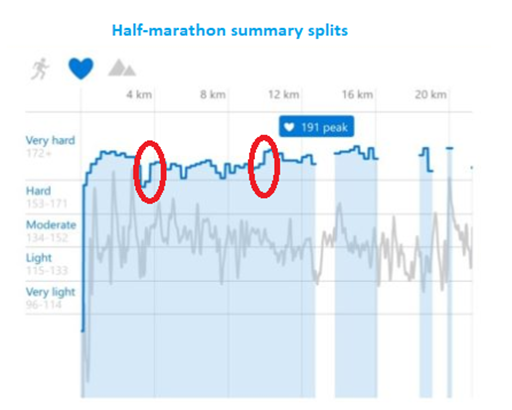 Half-marathon summary splits
4 km 8 km 12 km 16 km 20 km
191 peak
Very hard
172+
Hard
153-171
Moderate
134-152
Light
115-133
Very light
96-114